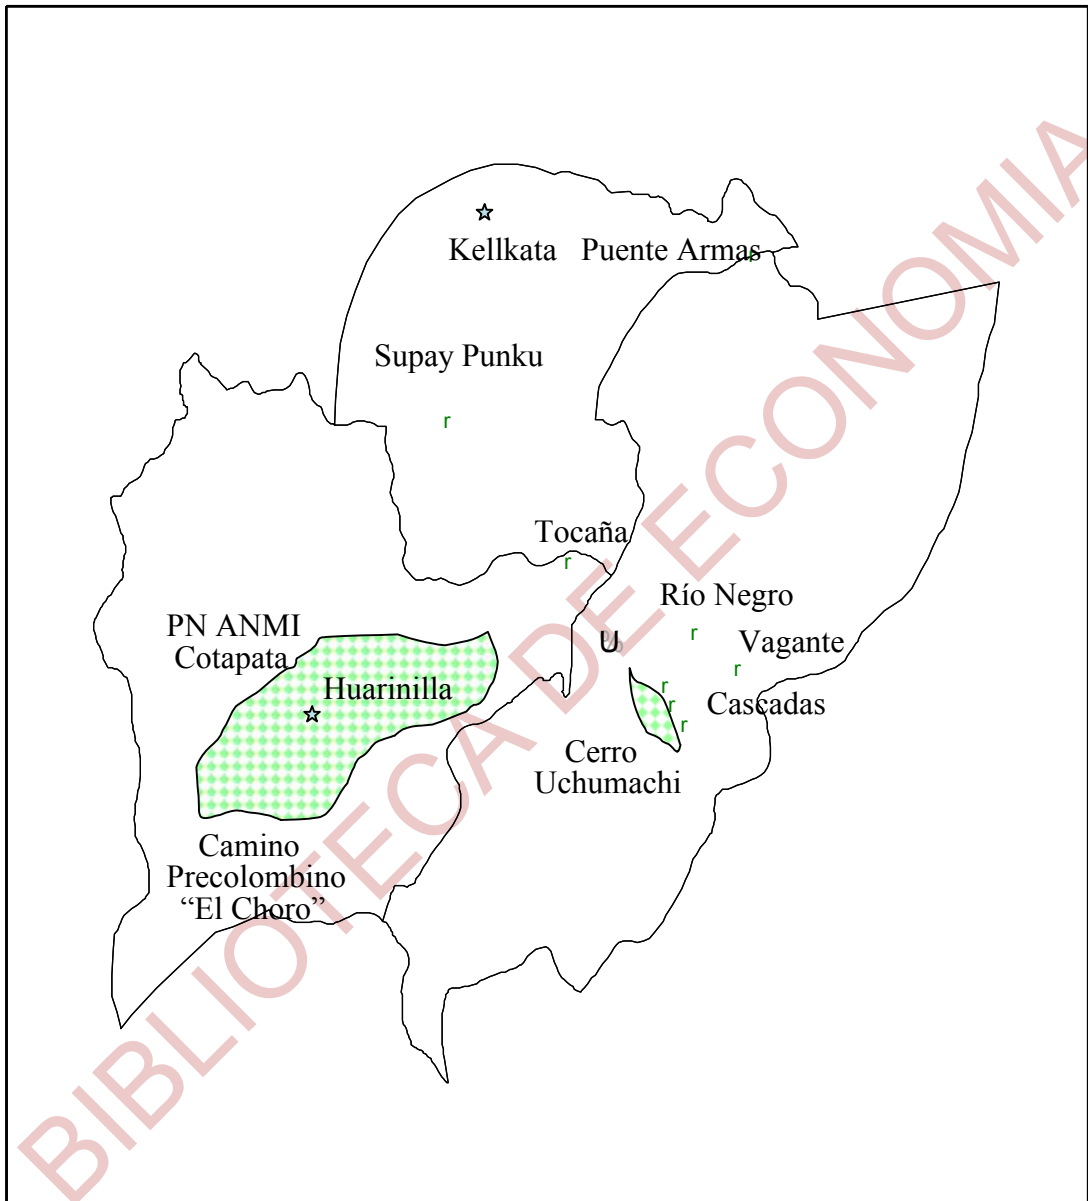 Kellkata Puente Armas
r
Supay Punku
r
Tocaña
r
Río Negro
r
U
Vagante
r
PN ANMI
Cotapata
Huarinilla
r
r
r
Cascadas
Cerro
Uchumachi
Camino
Precolombino
“El Choro”
BIBLIOTECA DE ECONOMIA